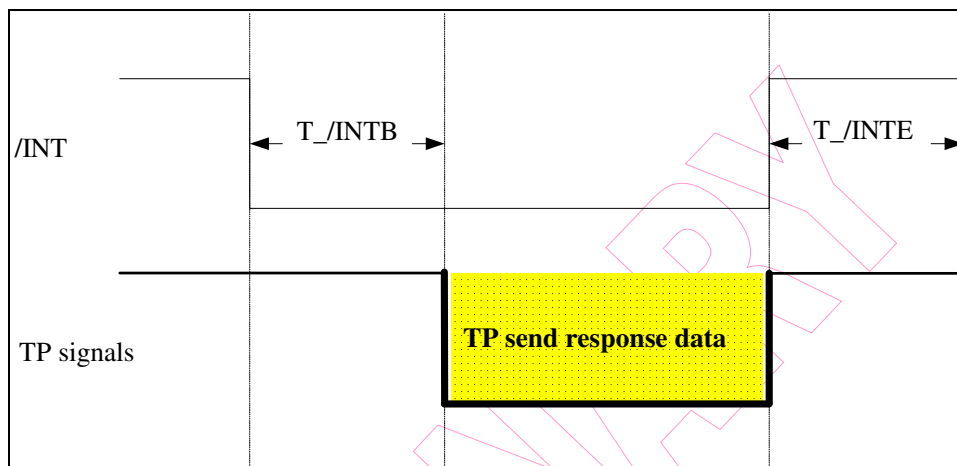 T_/INTB
T_/INTE
/INT
TP send response data
TP signals